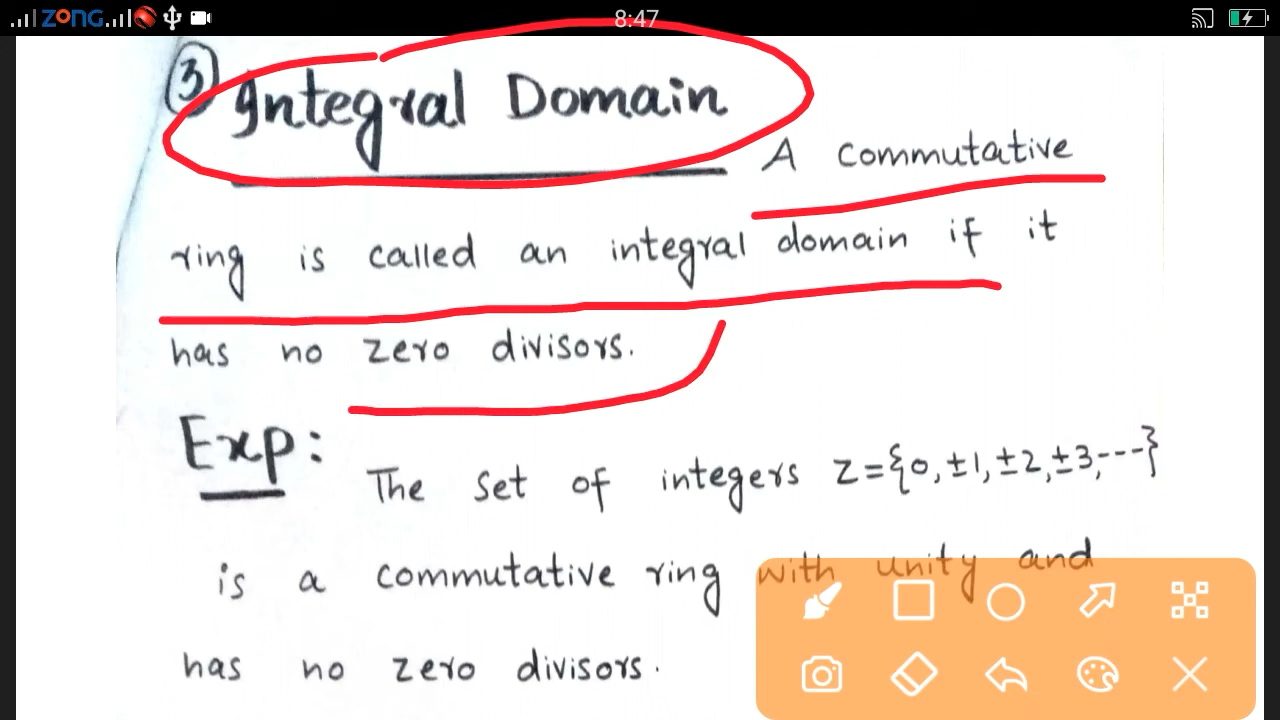 zong 8:47
③ Integral Domain
A commutative
ring is called an integral domain if it
has no zero divisors.
Exp:
The set of integers Z={0,±1,±2,±3,---}
is a commutative ring with unity and
has no zero divisors.